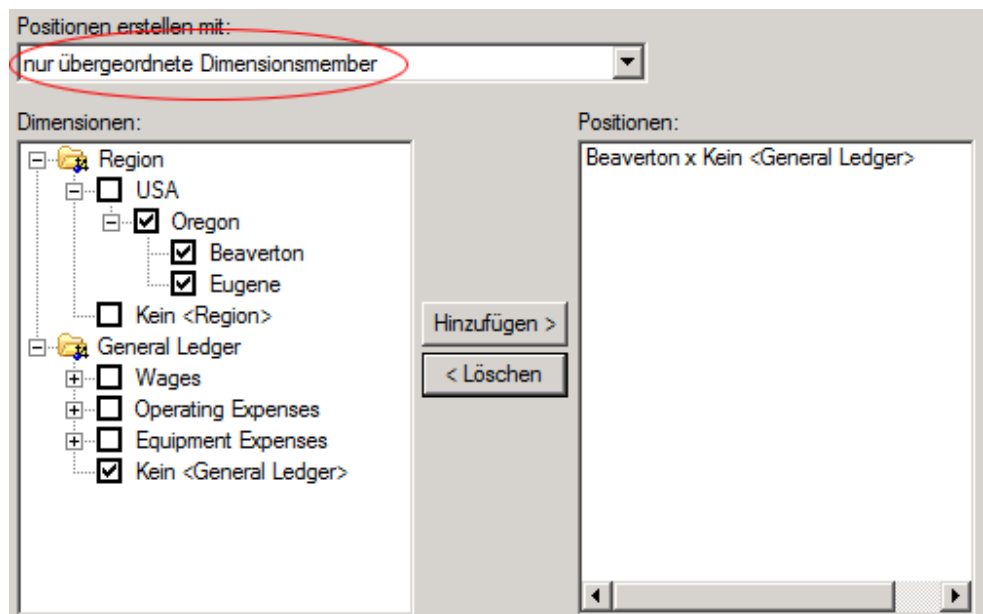 Positionen erstellen mit:
nur übergeordnete Dimensionsmember
Dimensionen:
Region
USA
Oregon
Beaverton
Eugene
Kein <Region>
General Ledger
Wages
Operating Expenses
Equipment Expenses
Kein <General Ledger>
Hinzufügen >
< Löschen
Positionen:
Beaverton x Kein <General Ledger>